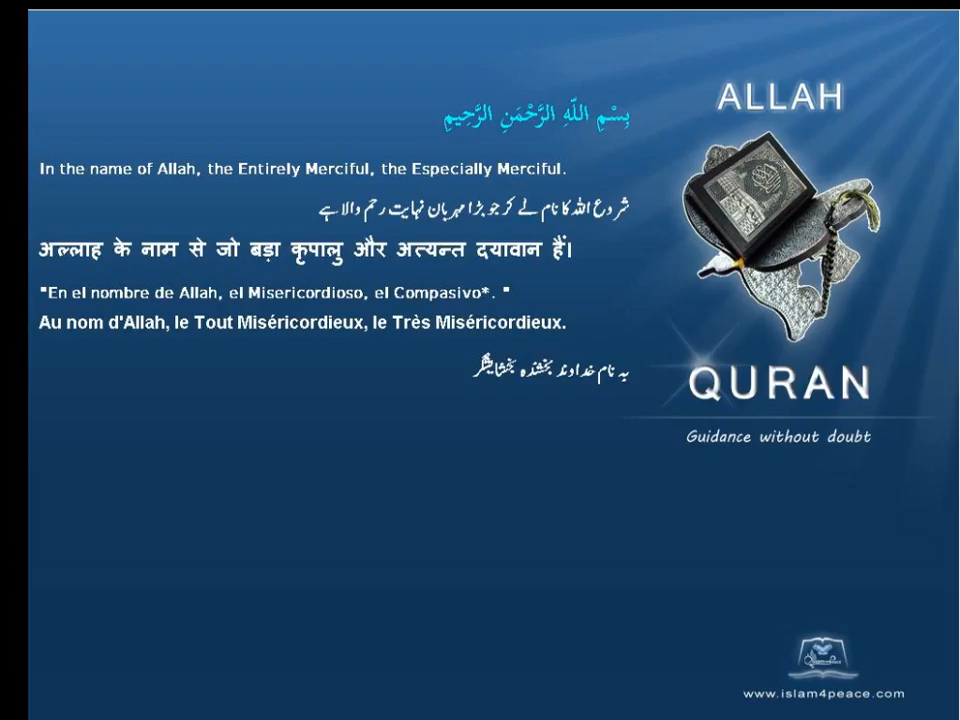 بِسْمِ اللَّهِ الرَّحْمَنِ الرَّحِيمِ
In the name of Allah, the Entirely Merciful, the Especially Merciful.
شروع الله کا نام لے کر جو بڑا مہربان نہایت رحم والا ہے
अल्लाह के नाम से जो बड़ा कृपालु और अत्यन्त दयावान हैं।
"En el nombre de Allah, el Misericordioso, el Compasivo*. "
Au nom d'Allah, le Tout Miséricordieux, le Très Miséricordieux.
به نام خداوند بخشنده بخشایشگر
ALLAH
QURAN
Guidance without doubt
www.islam4peace.com